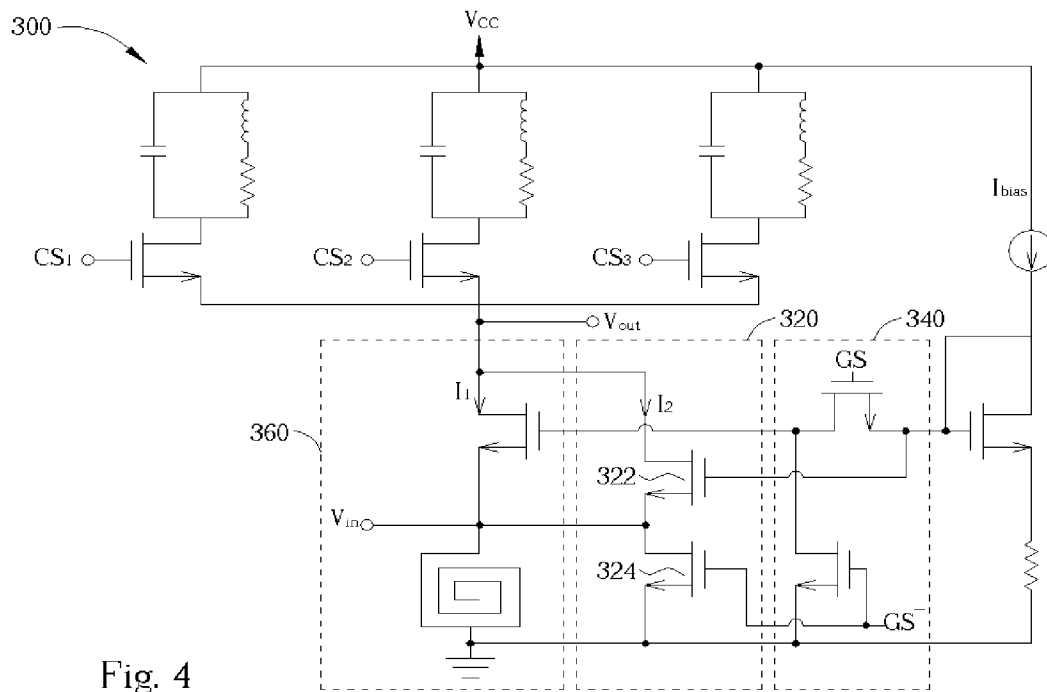 300
VCC
Ibias
CS1
CS2
CS3
Vout
320
340
GS
I1
I2
360
322
Vin
324
GS‾
Fig. 4